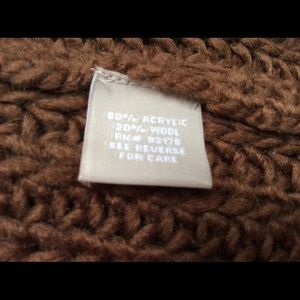 80% ACRYLIC
20% WOOL
RN# 93178
SEE REVERSE
FOR CARE